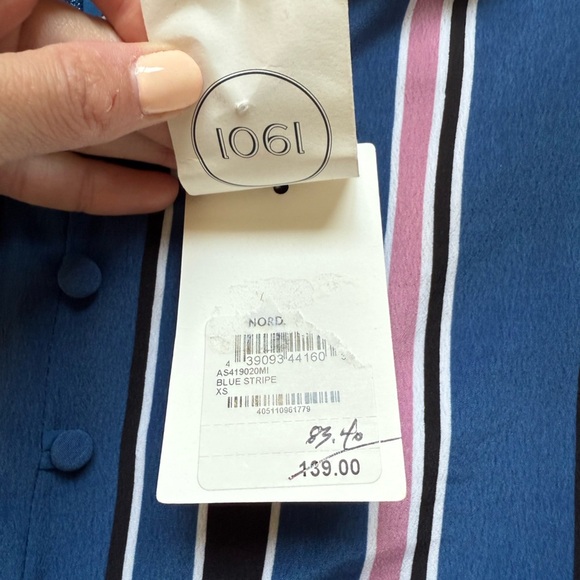 1901
NORD.
4 39093 44160
AS419020MI
BLUE STRIPE
XS
405110961779
83.40
139.00